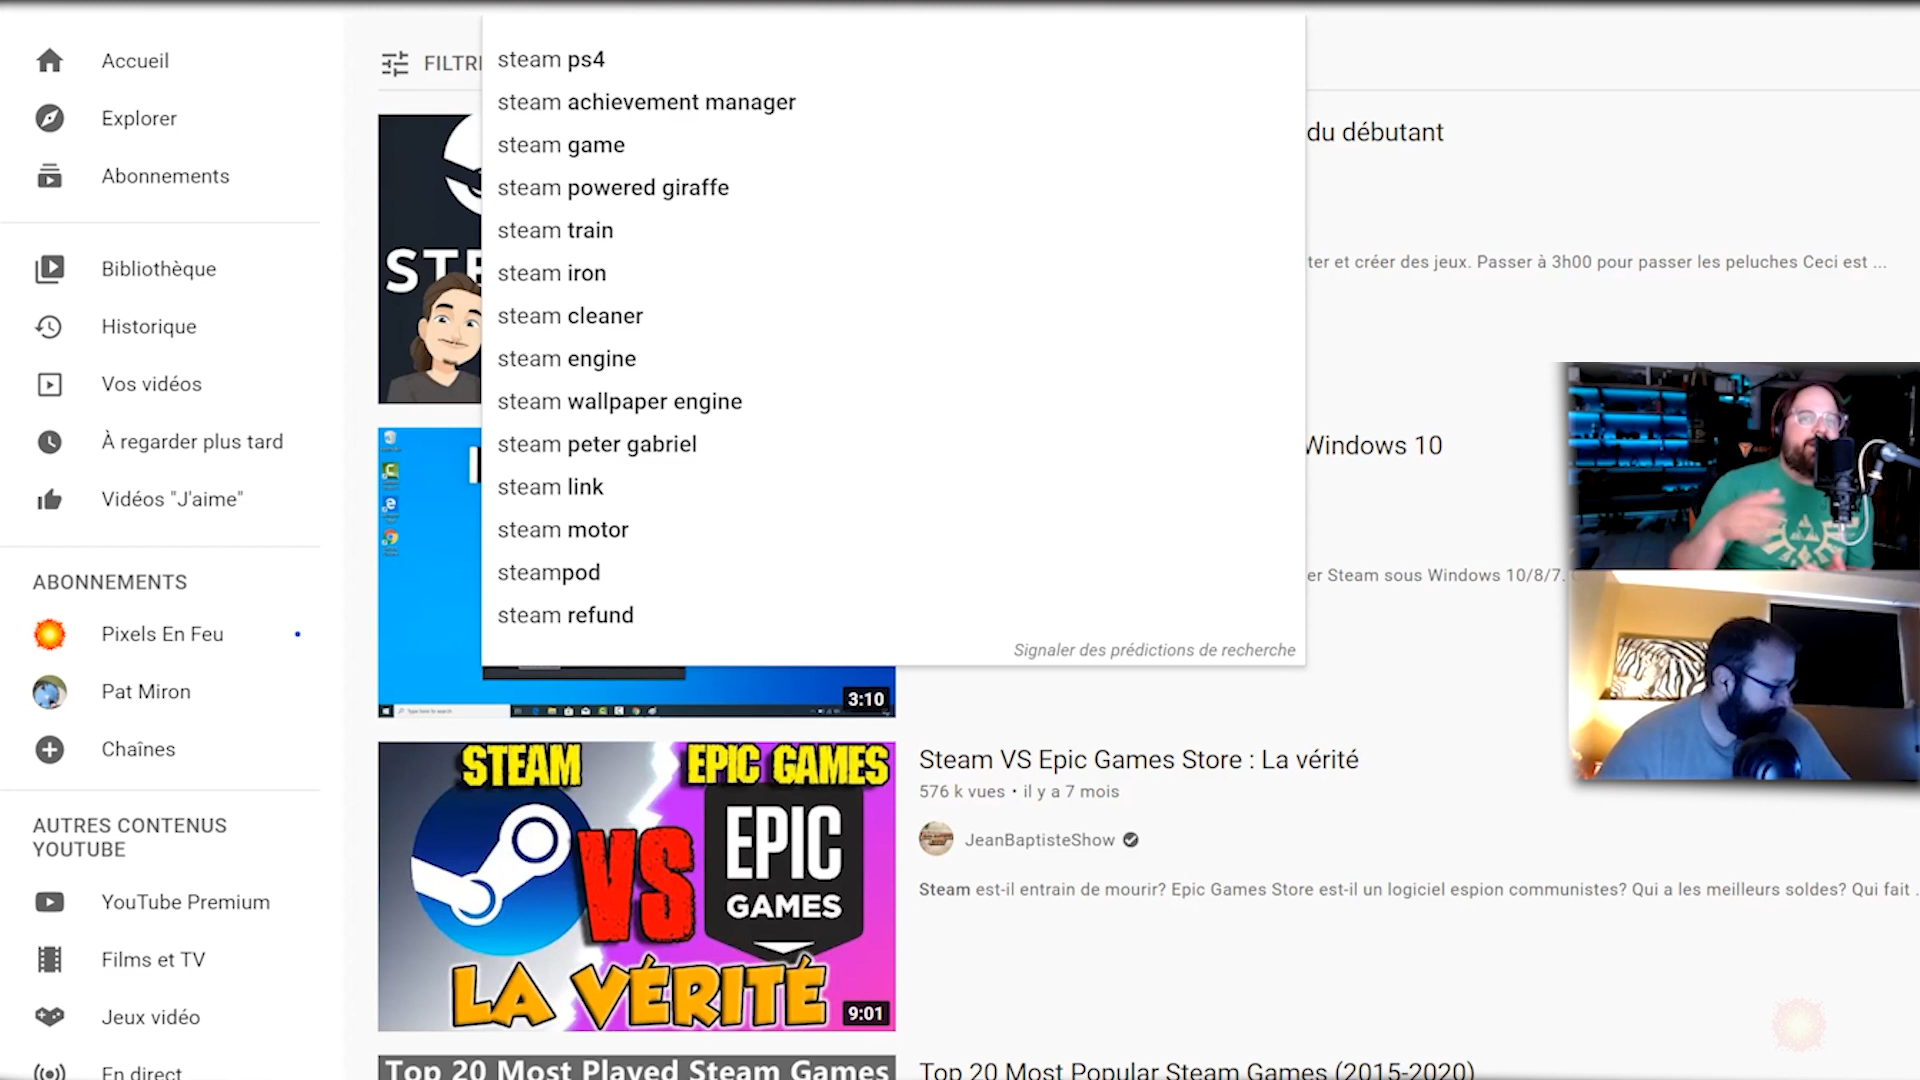 Accueil
Explorer
Abonnements
Bibliothèque
Historique
Vos vidéos
À regarder plus tard
Vidéos "J'aime"
ABONNEMENTS
Pixels En Feu
Pat Miron
Chaînes
AUTRES CONTENUS
YOUTUBE
YouTube Premium
Films et TV
Jeux vidéo
En direct
FILTR
steam ps4
steam achievement manager
steam game
steam powered giraffe
steam train
steam iron
steam cleaner
steam engine
steam wallpaper engine
steam peter gabriel
steam link
steam motor
steampod
steam refund
Signaler des prédictions de recherche
STE
du débutant
ter et créer des jeux. Passer à 3h00 pour passer les peluches Ceci est ...
Windows 10
er Steam sous Windows 10/8/7.
3:10
STEAM
EPIC GAMES
VS
EPIC
GAMES
LA VÉRITÉ
9:01
Steam VS Epic Games Store : La vérité
576 k vues • il y a 7 mois
JeanBaptisteShow
Steam est-il entrain de mourir? Epic Games Store est-il un logiciel espion communistes? Qui a les meilleurs soldes? Qui fait ..
Top 20 Most Played Steam Games
Top 20 Most Popular Steam Games (2015-2020)